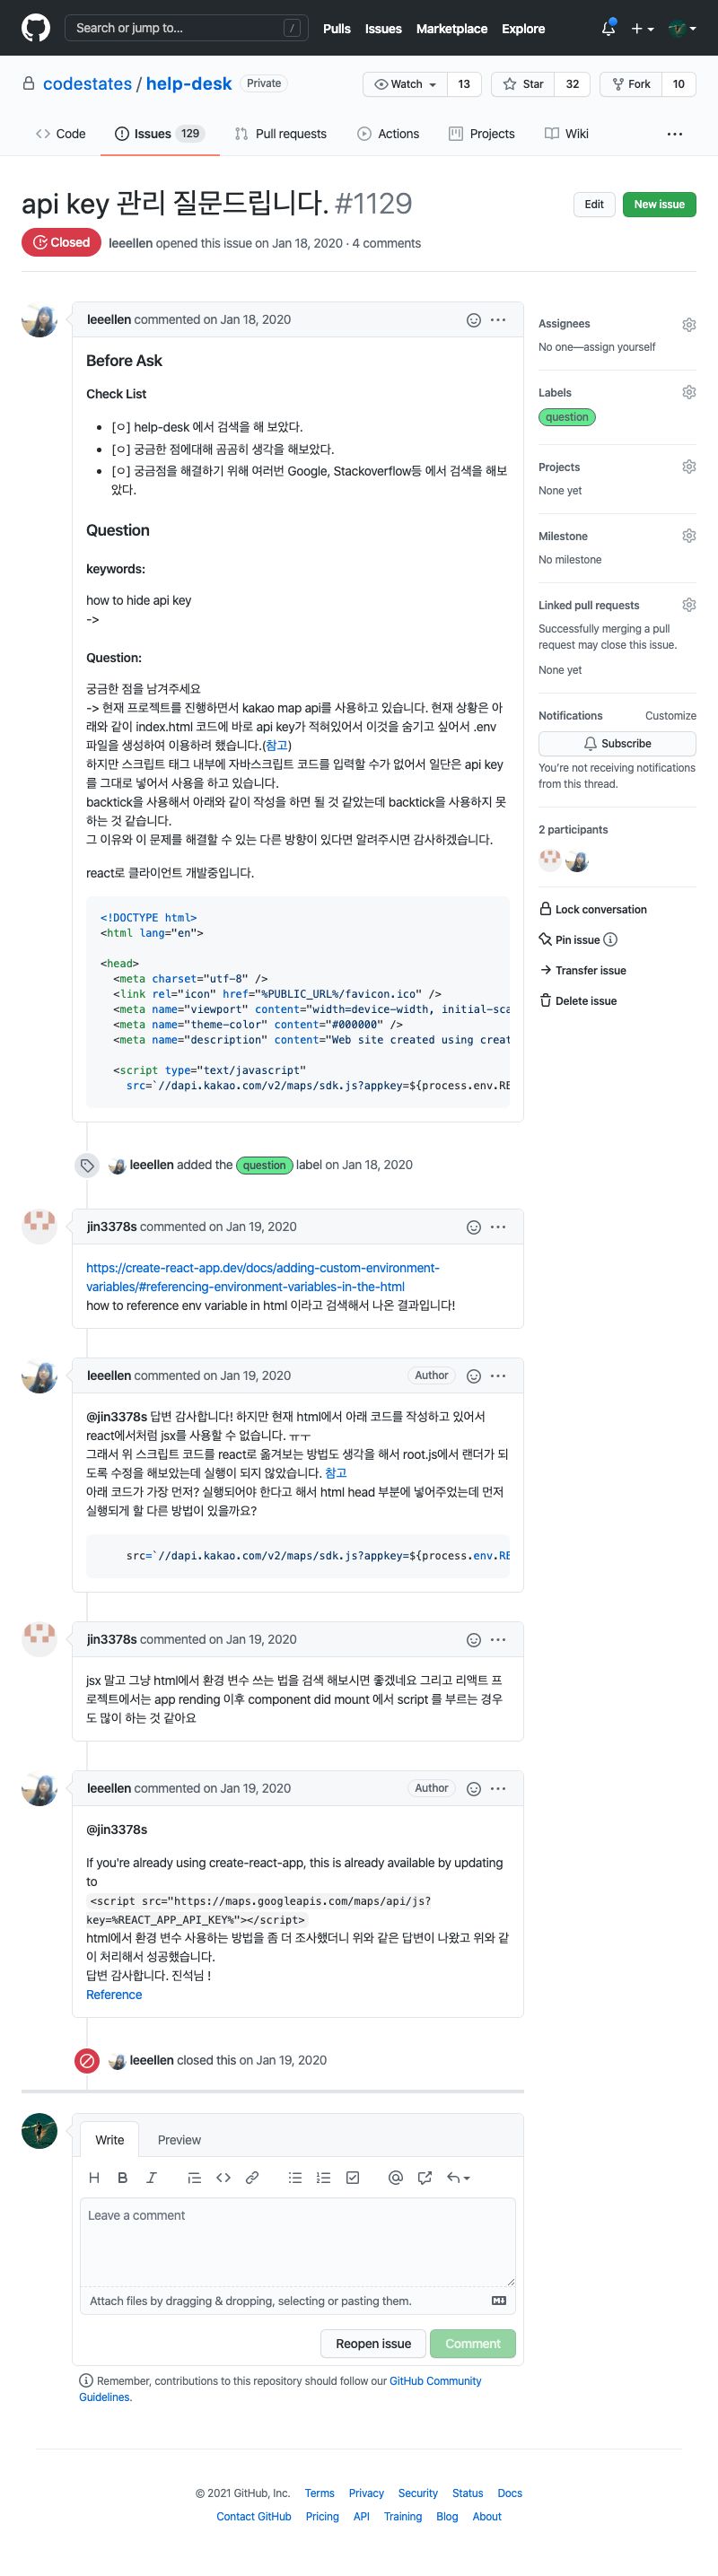 Search or jump to... /
Pulls Issues Marketplace Explore
codestates / help-desk Private
Watch 13 Star 32 Fork 10
Code Issues 129 Pull requests Actions Projects Wiki ...
api key 관리 질문드립니다. #1129
Edit New issue
Closed leeellen opened this issue on Jan 18, 2020 · 4 comments
leeellen commented on Jan 18, 2020
Before Ask
Check List
• [ㅇ] help-desk 에서 검색을 해 보았다.
• [ㅇ] 궁금한 점에대해 곰곰히 생각을 해보았다.
• [ㅇ] 궁금점을 해결하기 위해 여러번 Google, Stackoverflow등 에서 검색을 해보
았다.
Question
keywords:
how to hide api key
->
Question:
궁금한 점을 남겨주세요
-> 현재 프로젝트를 진행하면서 kakao map api를 사용하고 있습니다. 현재 상황은 아
래와 같이 index.html 코드에 바로 api key가 적혀있어서 이것을 숨기고 싶어서 .env
파일을 생성하여 이용하려 했습니다.(참고)
하지만 스크립트 태그 내부에 자바스크립트 코드를 입력할 수가 없어서 일단은 api key
를 그대로 넣어서 사용을 하고 있습니다.
backtick을 사용해서 아래와 같이 작성을 하면 될 것 같았는데 backtick을 사용하지 못
하는 것 같습니다.
그 이유와 이 문제를 해결할 수 있는 다른 방향이 있다면 알려주시면 감사하겠습니다.
react로 클라이언트 개발중입니다.
<!DOCTYPE html>
<html lang="en">
<head>
<meta charset="utf-8" />
<link rel="icon" href="%PUBLIC_URL%/favicon.ico" />
<meta name="viewport" content="width=device-width, initial-sca
<meta name="theme-color" content="#000000" />
<meta name="description" content="Web site created using creat
<script type="text/javascript"
src=`//dapi.kakao.com/v2/maps/sdk.js?appkey=${process.env.RE
leeellen added the question label on Jan 18, 2020
jin3378s commented on Jan 19, 2020
https://create-react-app.dev/docs/adding-custom-environment-
variables/#referencing-environment-variables-in-the-html
how to reference env variable in html 이라고 검색해서 나온 결과입니다!
leeellen commented on Jan 19, 2020 Author
@jin3378s 답변 감사합니다! 하지만 현재 html에서 아래 코드를 작성하고 있어서
react에서처럼 jsx를 사용할 수 없습니다. ㅠㅜ
그래서 위 스크립트 코드를 react로 옮겨보는 방법도 생각을 해서 root.js에서 랜더가 되
도록 수정을 해보았는데 실행이 되지 않았습니다. 참고
아래 코드가 가장 먼저? 실행되어야 한다고 해서 html head 부분에 넣어주었는데 먼저
실행되게 할 다른 방법이 있을까요?
src=`//dapi.kakao.com/v2/maps/sdk.js?appkey=${process.env.RE
jin3378s commented on Jan 19, 2020
jsx 말고 그냥 html에서 환경 변수 쓰는 법을 검색 해보시면 좋겠네요 그리고 리액트 프
로젝트에서는 app rending 이후 component did mount 에서 script 를 부르는 경우
도 많이 하는 것 같아요
leeellen commented on Jan 19, 2020 Author
@jin3378s
If you're already using create-react-app, this is already available by updating
to
<script src="https://maps.googleapis.com/maps/api/js?
key=%REACT_APP_API_KEY%"></script>
html에서 환경 변수 사용하는 방법을 좀 더 조사했더니 위와 같은 답변이 나왔고 위와 같
이 처리해서 성공했습니다.
답변 감사합니다. 진석님 !
Reference
leeellen closed this on Jan 19, 2020
Assignees
No one—assign yourself
Labels
question
Projects
None yet
Milestone
No milestone
Linked pull requests
Successfully merging a pull
request may close this issue.
None yet
Notifications Customize
Subscribe
You're not receiving notifications
from this thread.
2 participants
Lock conversation
Pin issue
Transfer issue
Delete issue
Write Preview
Leave a comment
Attach files by dragging & dropping, selecting or pasting them.
Reopen issue Comment
Remember, contributions to this repository should follow our GitHub Community
Guidelines.
© 2021 GitHub, Inc. Terms Privacy Security Status Docs
Contact GitHub Pricing API Training Blog About